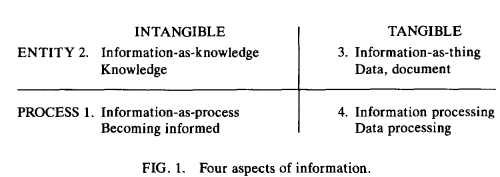 INTANGIBLE TANGIBLE
ENTITY 2. Information-as-knowledge 3. Information-as-thing
Knowledge Data, document
PROCESS 1. Information-as-process 4. Information processing
Becoming informed Data processing
FIG. 1. Four aspects of information.